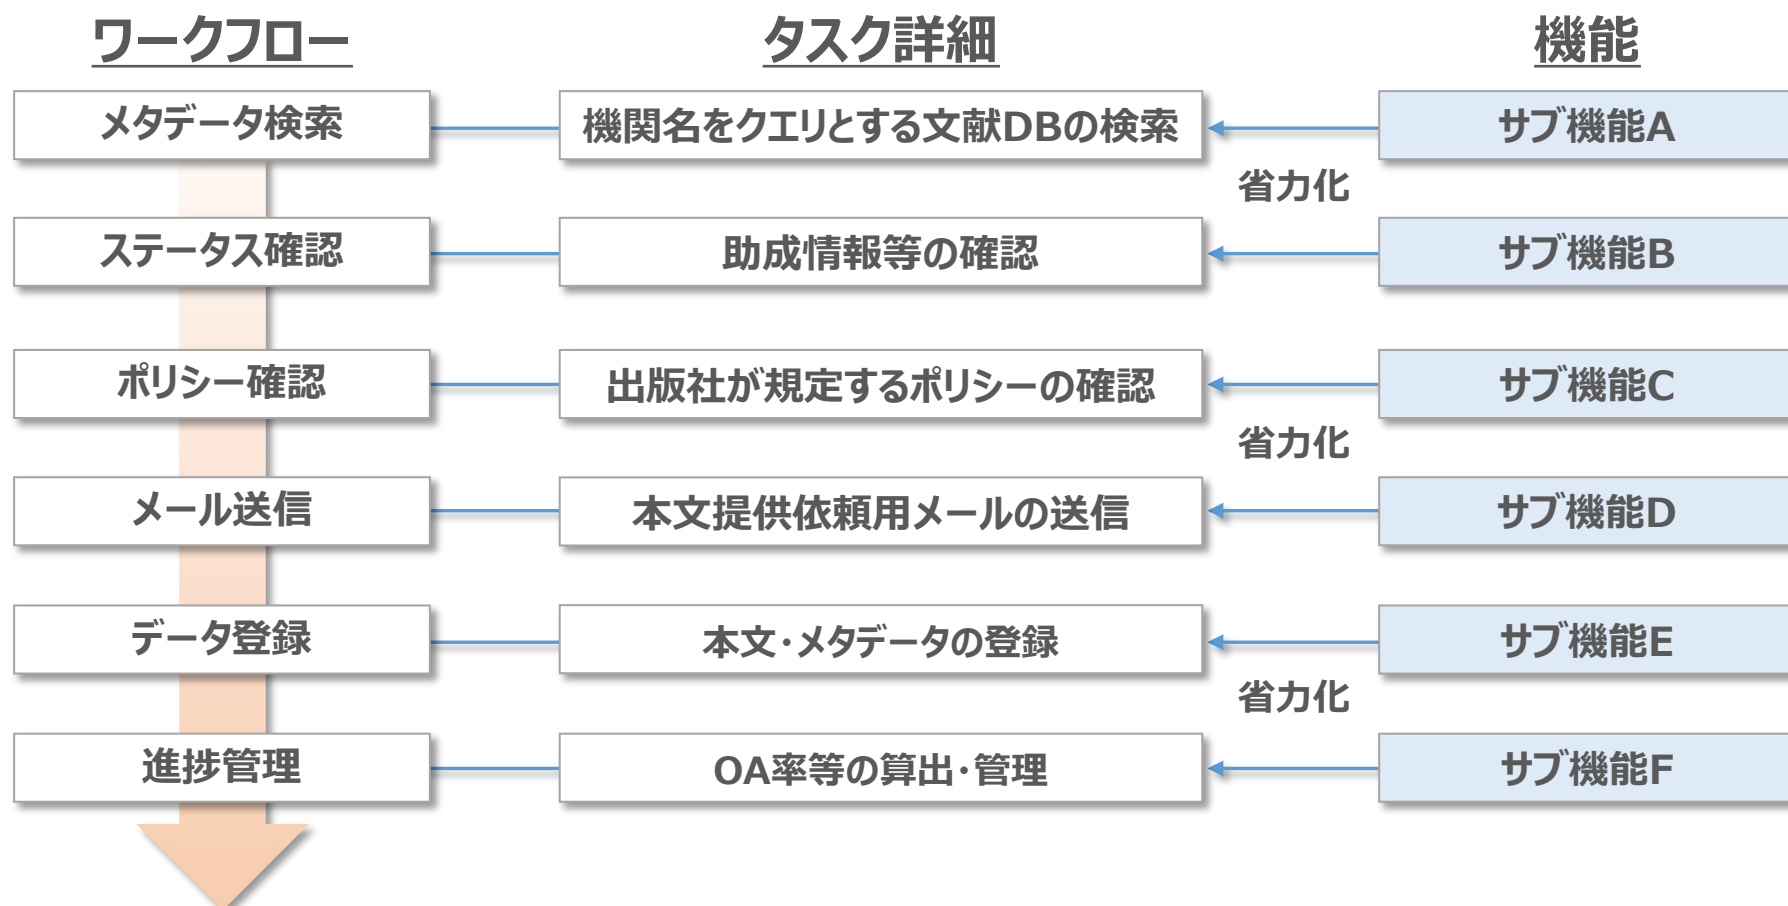 ワークフロー
タスク詳細
機能
メタデータ検索
機関名をクエリとする文献DBの検索
サブ機能A
省力化
ステータス確認
助成情報等の確認
サブ機能B
ポリシー確認
出版社が規定するポリシーの確認
サブ機能C
省力化
メール送信
本文提供依頼用メールの送信
サブ機能D
データ登録
本文・メタデータの登録
サブ機能E
省力化
進捗管理
OA率等の算出・管理
サブ機能F